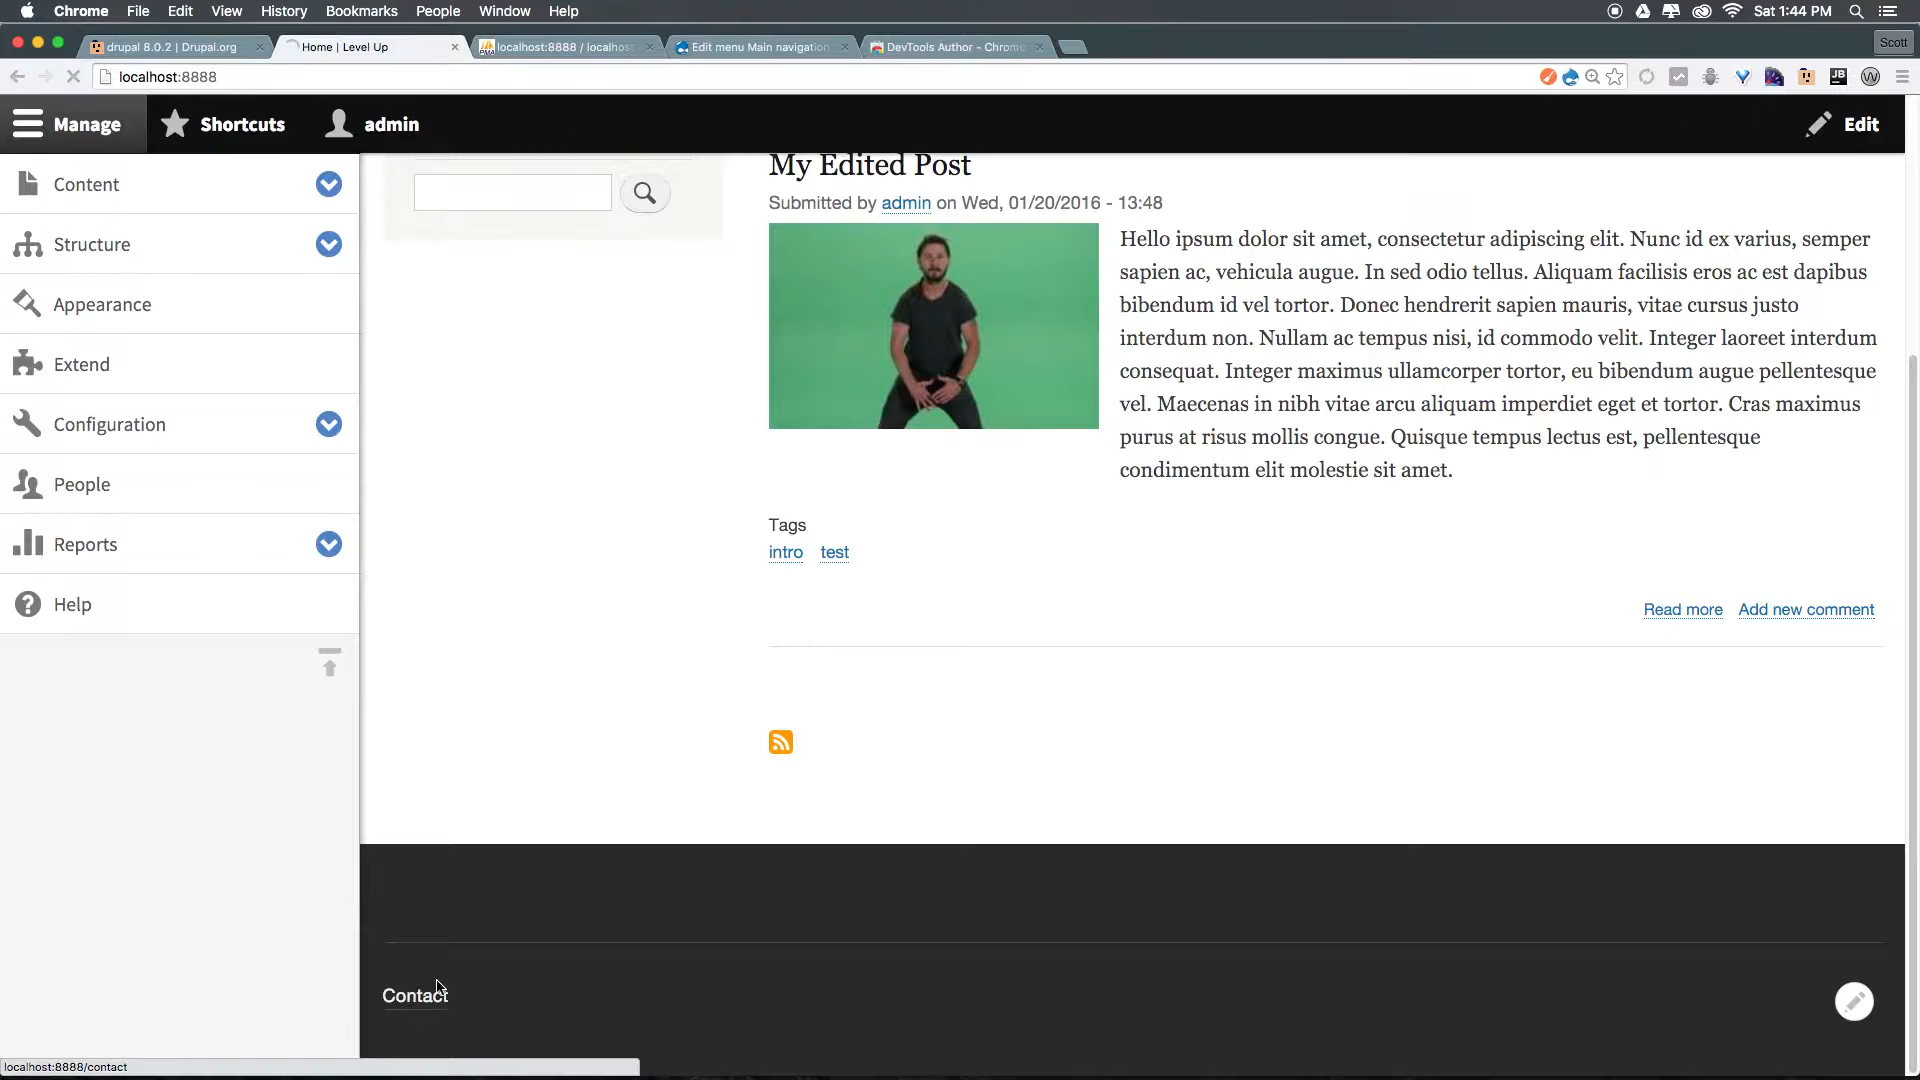 Chrome File Edit View History Bookmarks People Window Help Sat 1:44 PM
drupal 8.0.2 | Drupal.org Home | Level Up localhost:8888 / localhos Edit menu Main navigation DevTools Author - Chrome Scott
localhost:8888 JB W
Manage Shortcuts admin Edit
Content
Structure
Appearance
Extend
Configuration
People
Reports
Help
My Edited Post
Submitted by admin on Wed, 01/20/2016 - 13:48
Hello ipsum dolor sit amet, consectetur adipiscing elit. Nunc id ex varius, semper
sapien ac, vehicula augue. In sed odio tellus. Aliquam facilisis eros ac est dapibus
bibendum id vel tortor. Donec hendrerit sapien mauris, vitae cursus justo
interdum non. Nullam ac tempus nisi, id commodo velit. Integer laoreet interdum
consequat. Integer maximus ullamcorper tortor, eu bibendum augue pellentesque
vel. Maecenas in nibh vitae arcu aliquam imperdiet eget et tortor. Cras maximus
purus at risus mollis congue. Quisque tempus lectus est, pellentesque
condimentum elit molestie sit amet.
Tags
intro test
Read more Add new comment
Contact
localhost:8888/contact